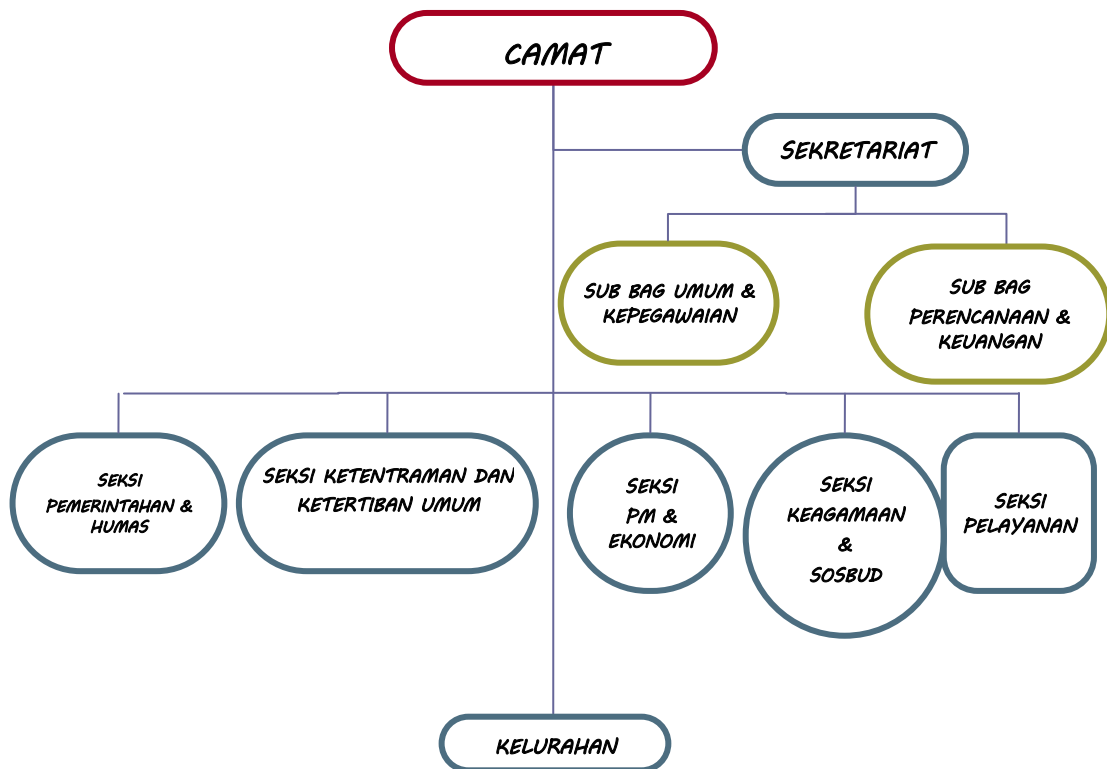 CAMAT
SEKRETARIAT
SUB BAG UMUM &
KEPEGAWAIAN
SUB BAG
PERENCANAAN &
KEUANGAN
SEKSI
PEMERINTAHAN &
HUMAS
SEKSI KETENTRAMAN DAN
KETERTIBAN UMUM
SEKSI
PM &
EKONOMI
SEKSI
KEAGAMAAN
&
SOSBUD
SEKSI
PELAYANAN
KELURAHAN